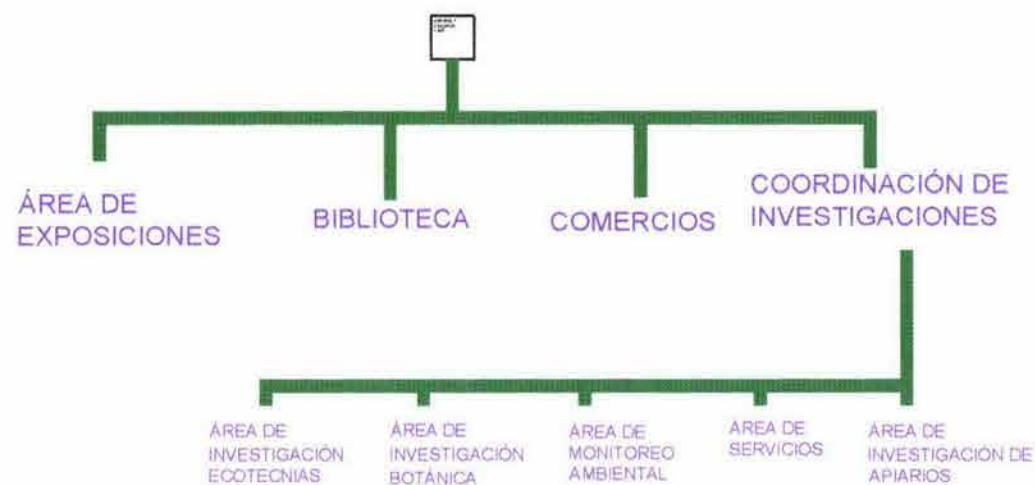 ÁREA DE
EXPOSICIONES
BIBLIOTECA
COMERCIOS
COORDINACIÓN DE
INVESTIGACIONES
ÁREA DE
INVESTIGACIÓN
ECOTECNIAS
ÁREA DE
INVESTIGACIÓN
BOTÁNICA
ÁREA DE
MONITOREO
AMBIENTAL
ÁREA DE
SERVICIOS
ÁREA DE
INVESTIGACIÓN DE
APIARIOS